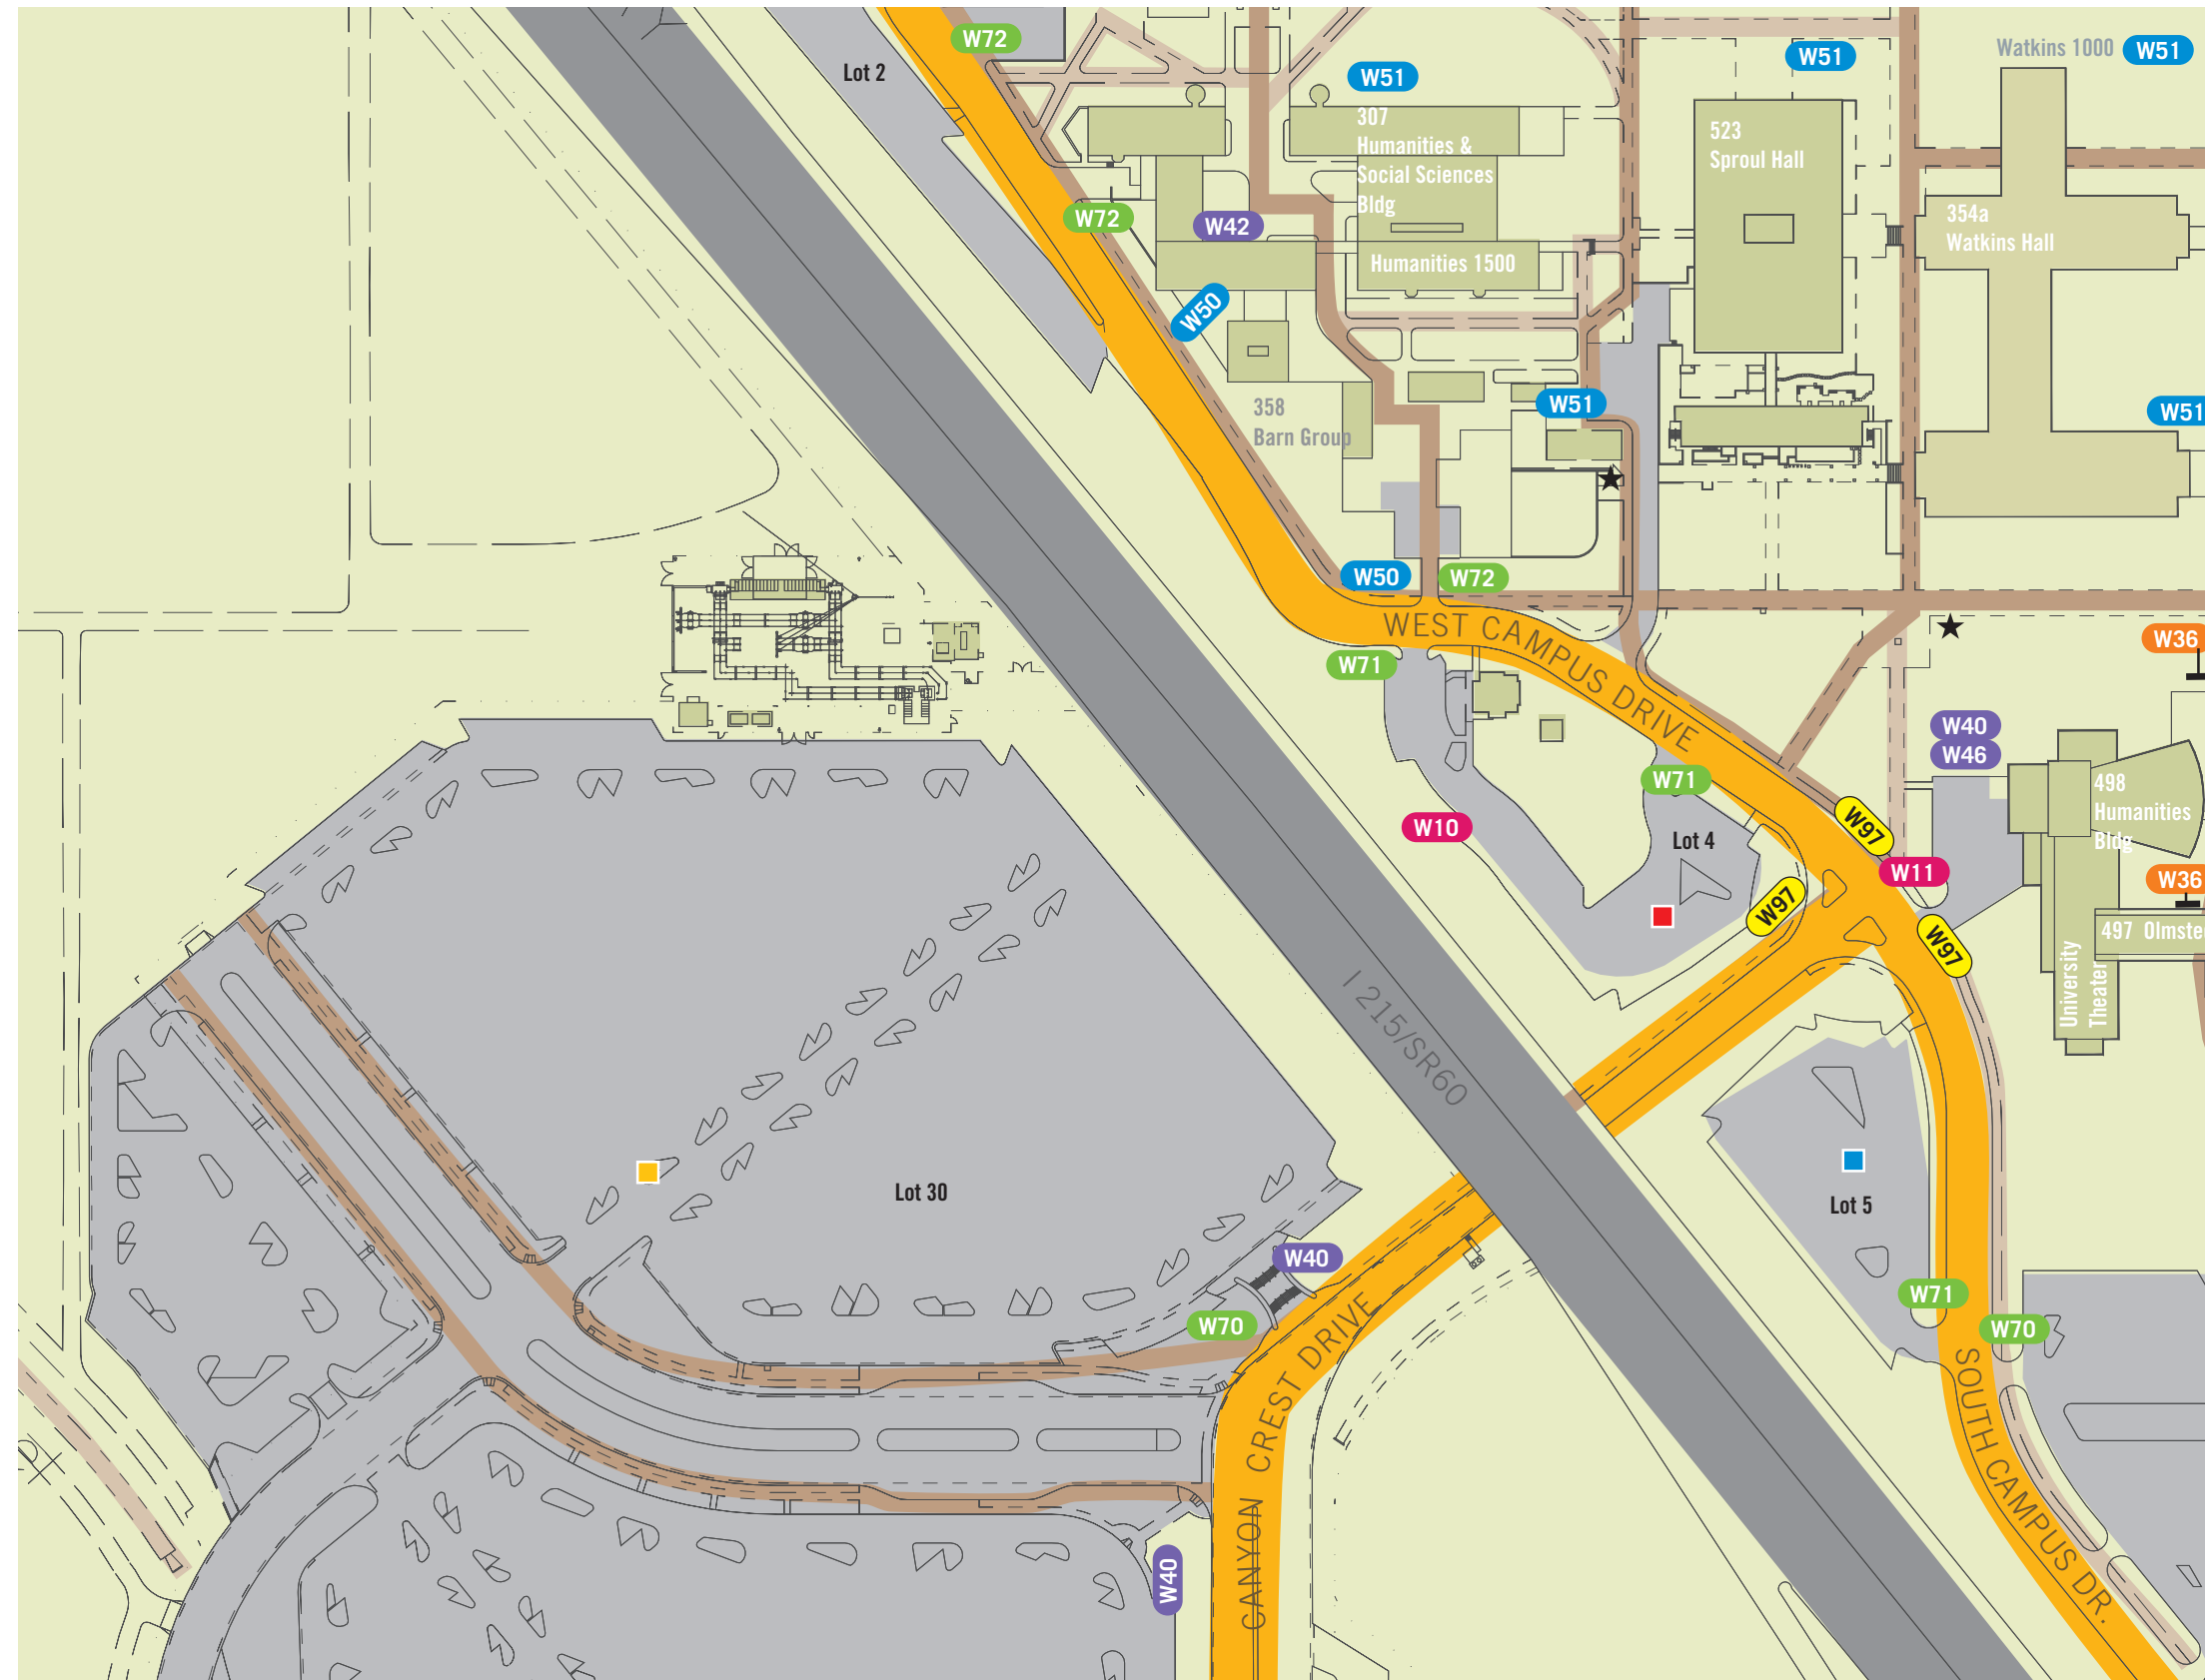 W72
Lot 2
W51
W51
Watkins 1000
W51
307
Humanities &
Social Sciences
Bldg
523
Sproul Hall
W72
W42
354a
Watkins Hall
Humanities 1500
W50
358
Barn Group
W51
W51
W50
W72
WEST CAMPUS DRIVE
W36
W71
W40
W46
W71
498
Humanities
Bldg
W10
Lot 4
W97
W11
W36
W97
W97
497 Olmste
University
Theater
I 215/SR60
Lot 30
Lot 5
W40
W71
W70
W70
CANYON CREST DRIVE
SOUTH CAMPUS DR.
W40